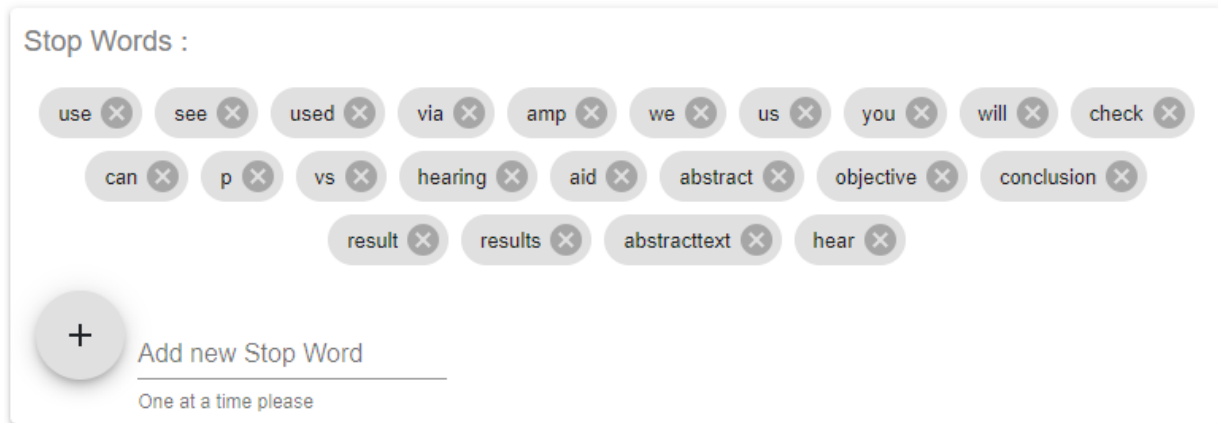 Stop Words :
use see used via amp we us you will check
can p vs hearing aid abstract objective conclusion
result results abstracttext hear
+
Add new Stop Word
One at a time please